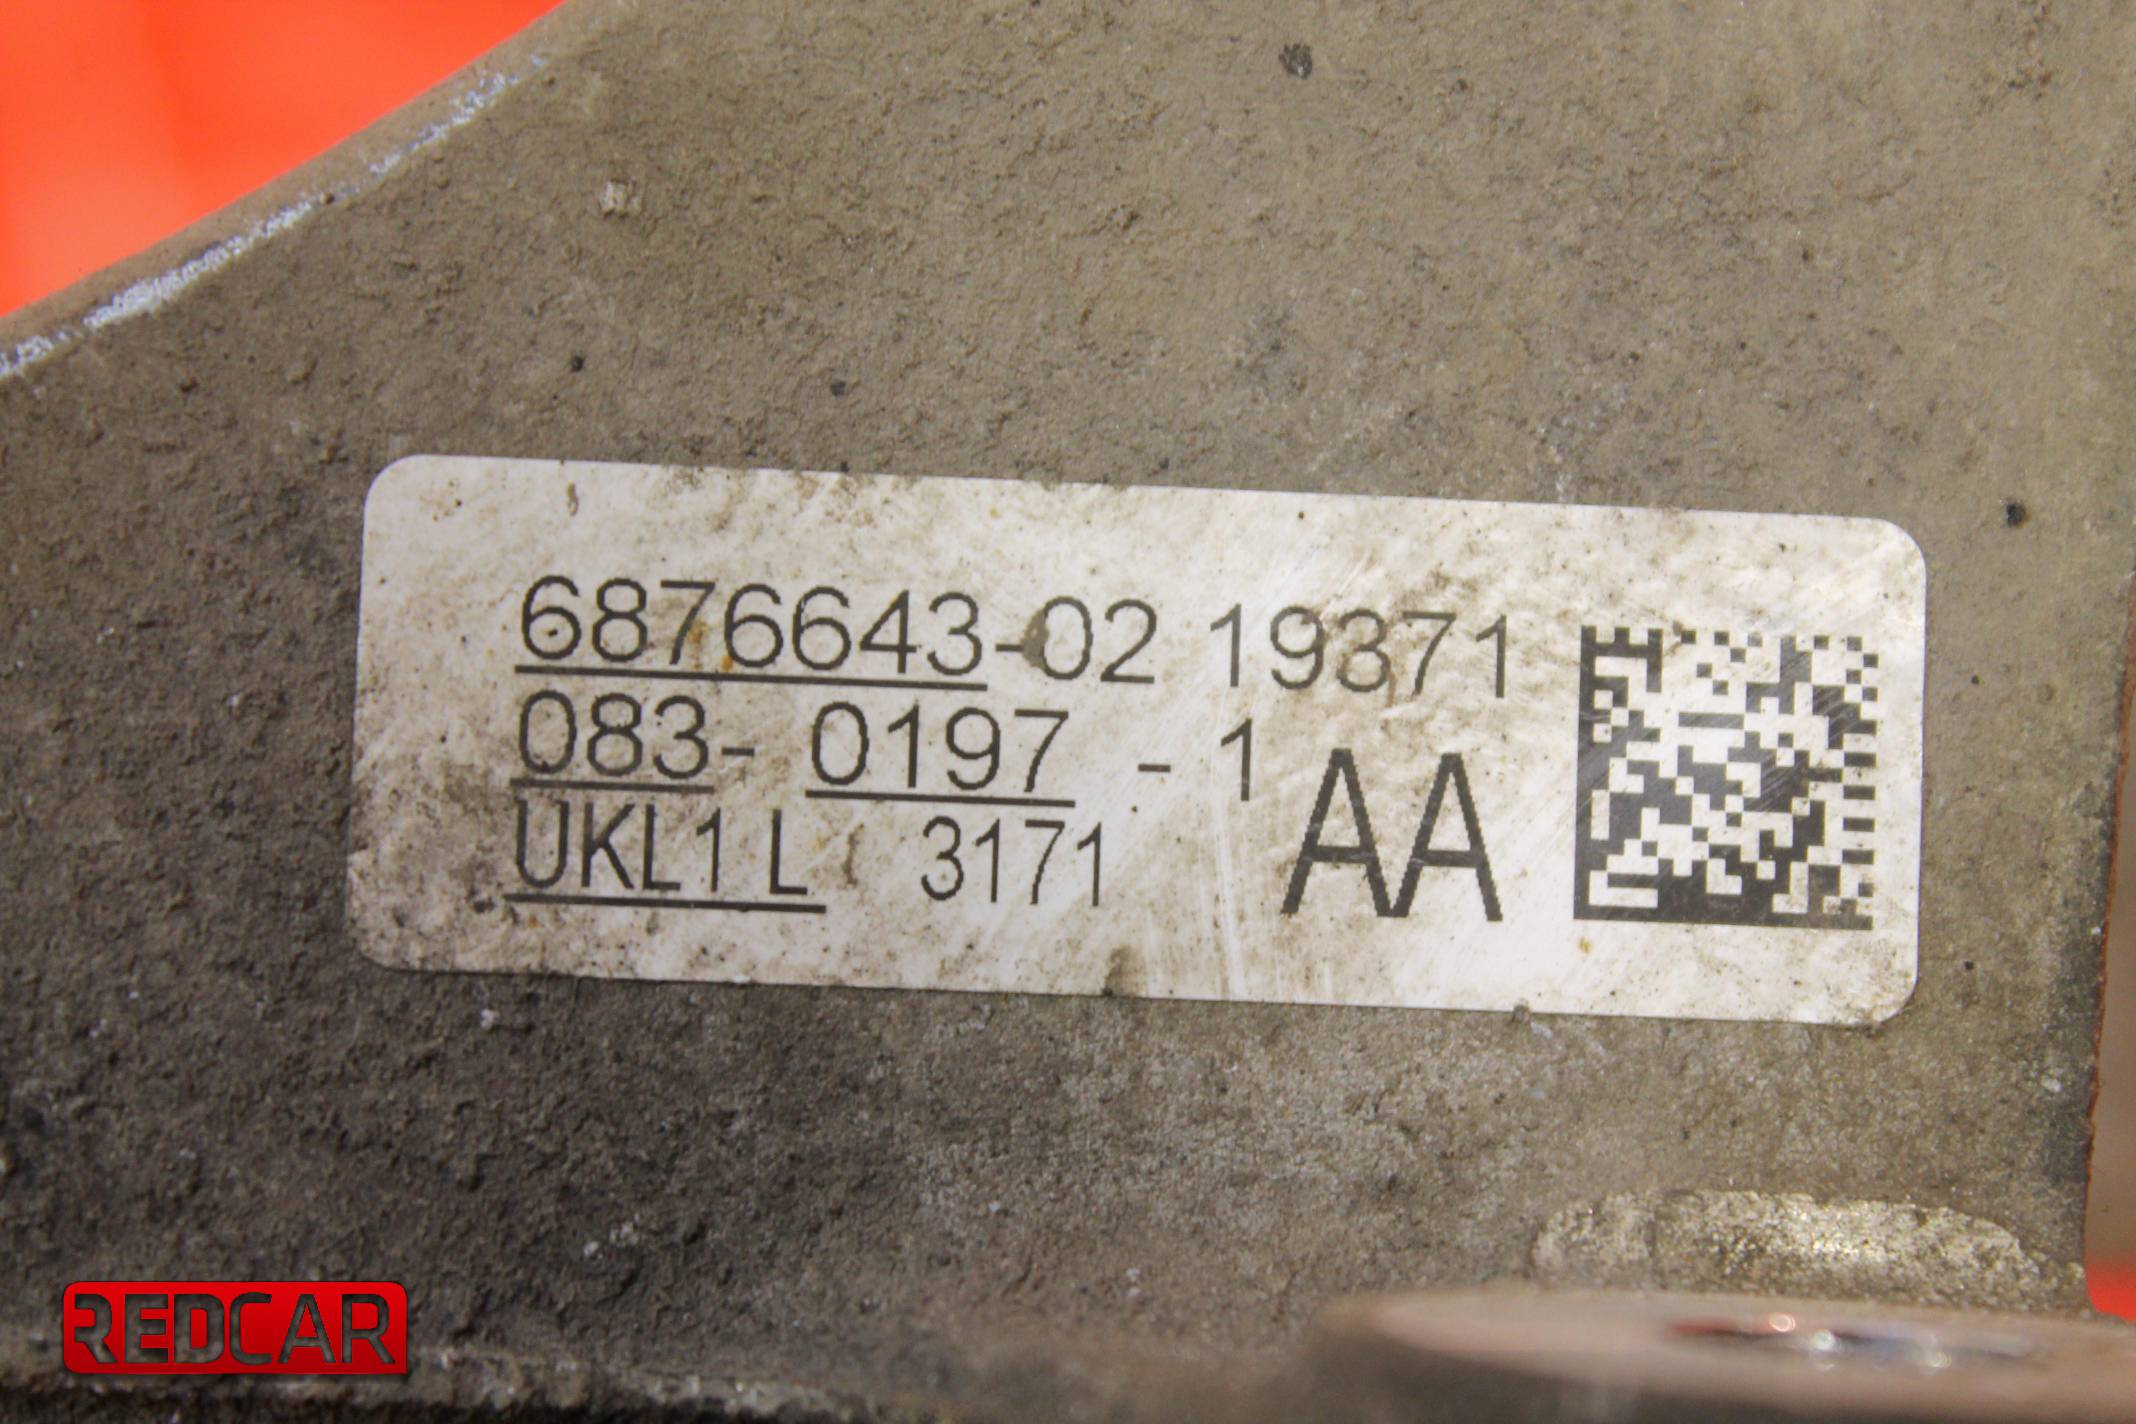 6876643-02 19371
083- 0197 - 1
UKL1 L 3171 AA
REDCAR